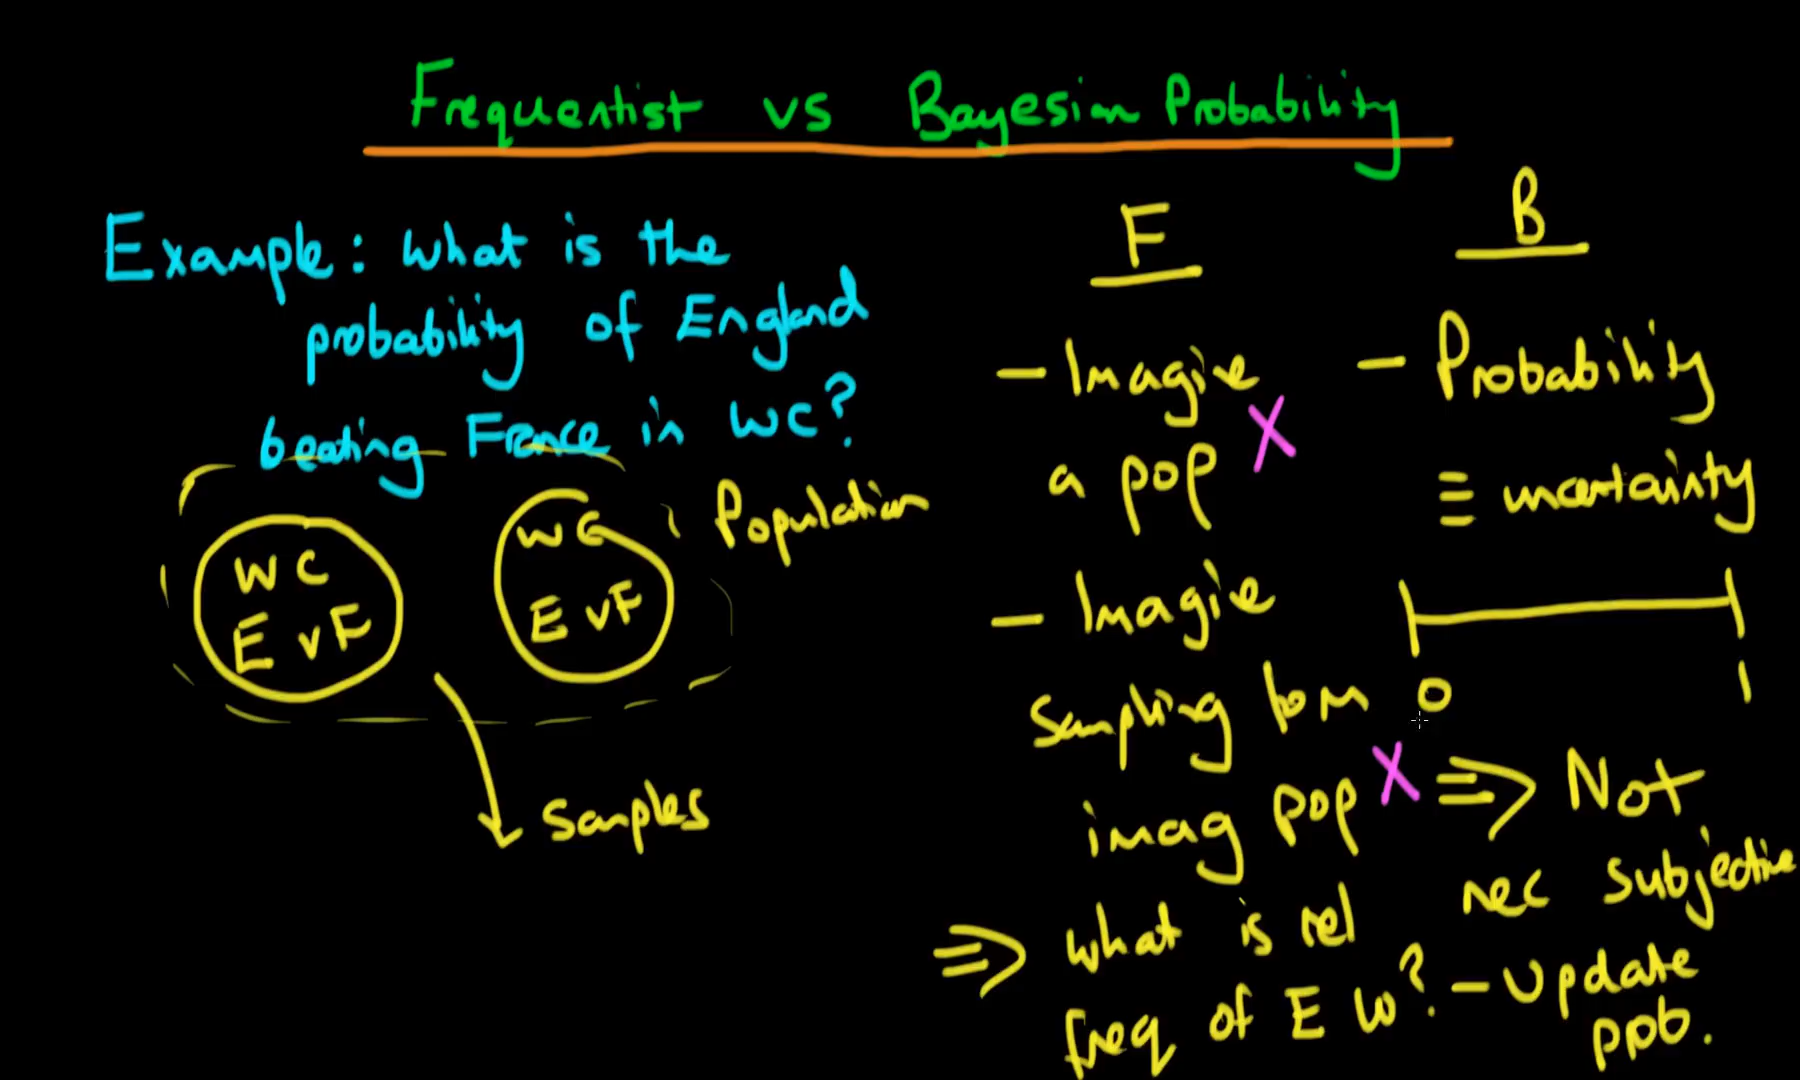 Frequentist vs Bayesian Probability
Example: What is the
probability of England
beating France in WC?
WC
E v F
WC
E v F
Population
Samples
F
- Imagine
a pop X
- Imagine
Sampling from
imag pop X
⇒ What is rel
freq of E W?
B
- Probability
≡ uncertainty
0 1
⇒ Not
nec subjective
- Update
prob.